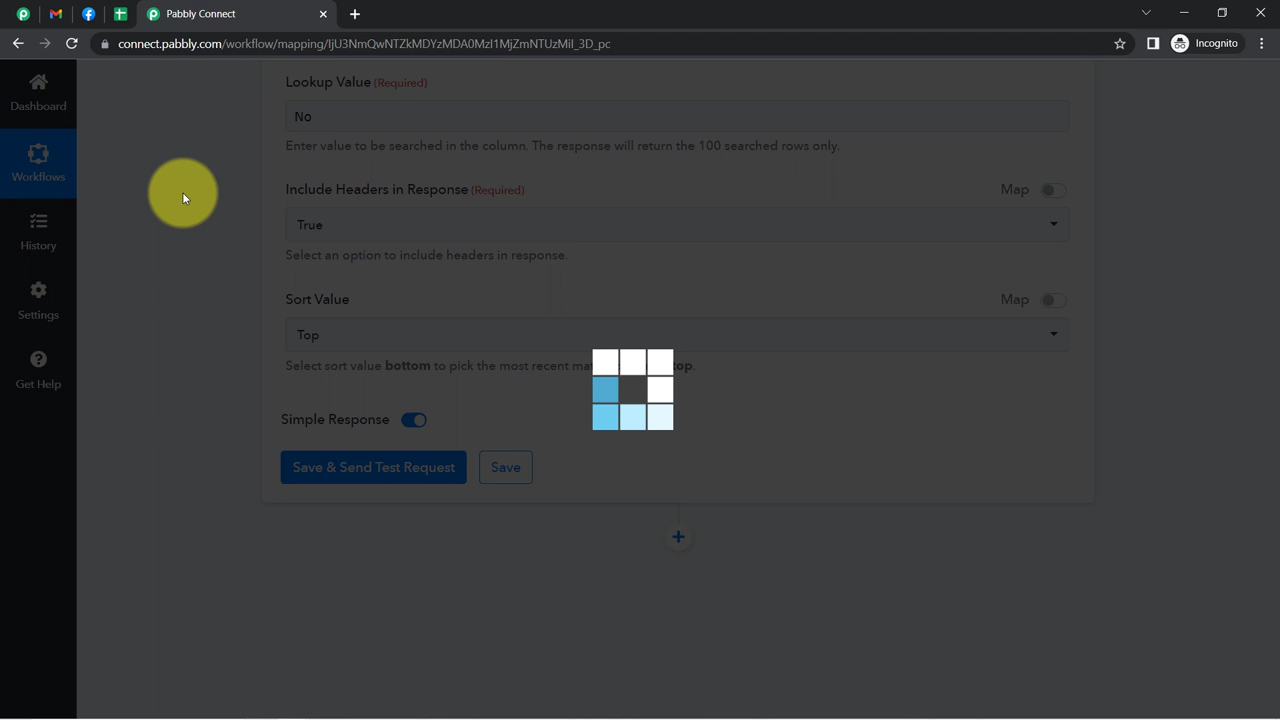 Pabbly Connect
connect.pabbly.com/workflow/mapping/IjU3NmQwNTZkMDYzMDA0MzI1MjZmNTUzMiI_3D_pc
Incognito
Dashboard
Workflows
History
Settings
Get Help
Lookup Value (Required)
No
Enter value to be searched in the column. The response will return the 100 searched rows only.
Include Headers in Response (Required)
Map
True
Select an option to include headers in response.
Sort Value
Map
Top
Select sort value bottom to pick the most recent mat top.
Simple Response
Save & Send Test Request
Save